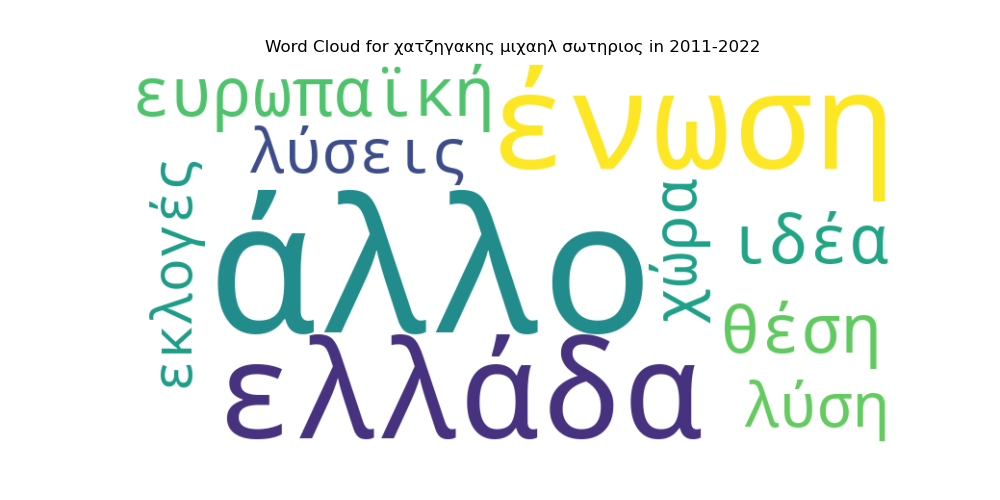 Word Cloud for χατζηγακης μιχαηλ σωτηριος in 2011-2022
ευρωπαϊκή
ένωση
λύσεις
εκλογές
άλλο
χώρα
ιδέα
θέση
ελλάδα
λύση